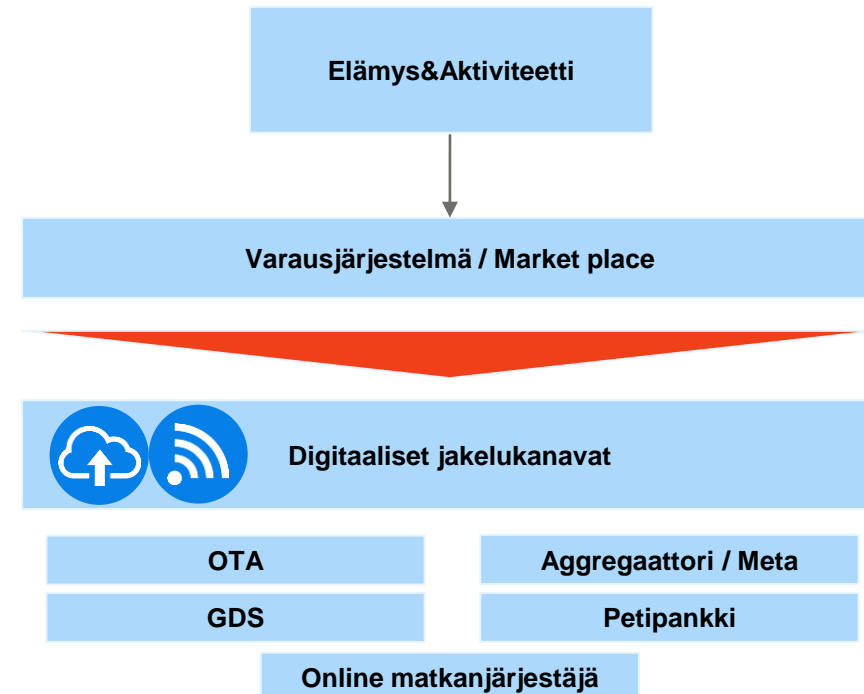 Elämys&Aktiviteetti
Varausjärjestelmä / Market place
Digitaaliset jakelukanavat
OTA
Aggregaattori / Meta
GDS
Petipankki
Online matkanjärjestäjä